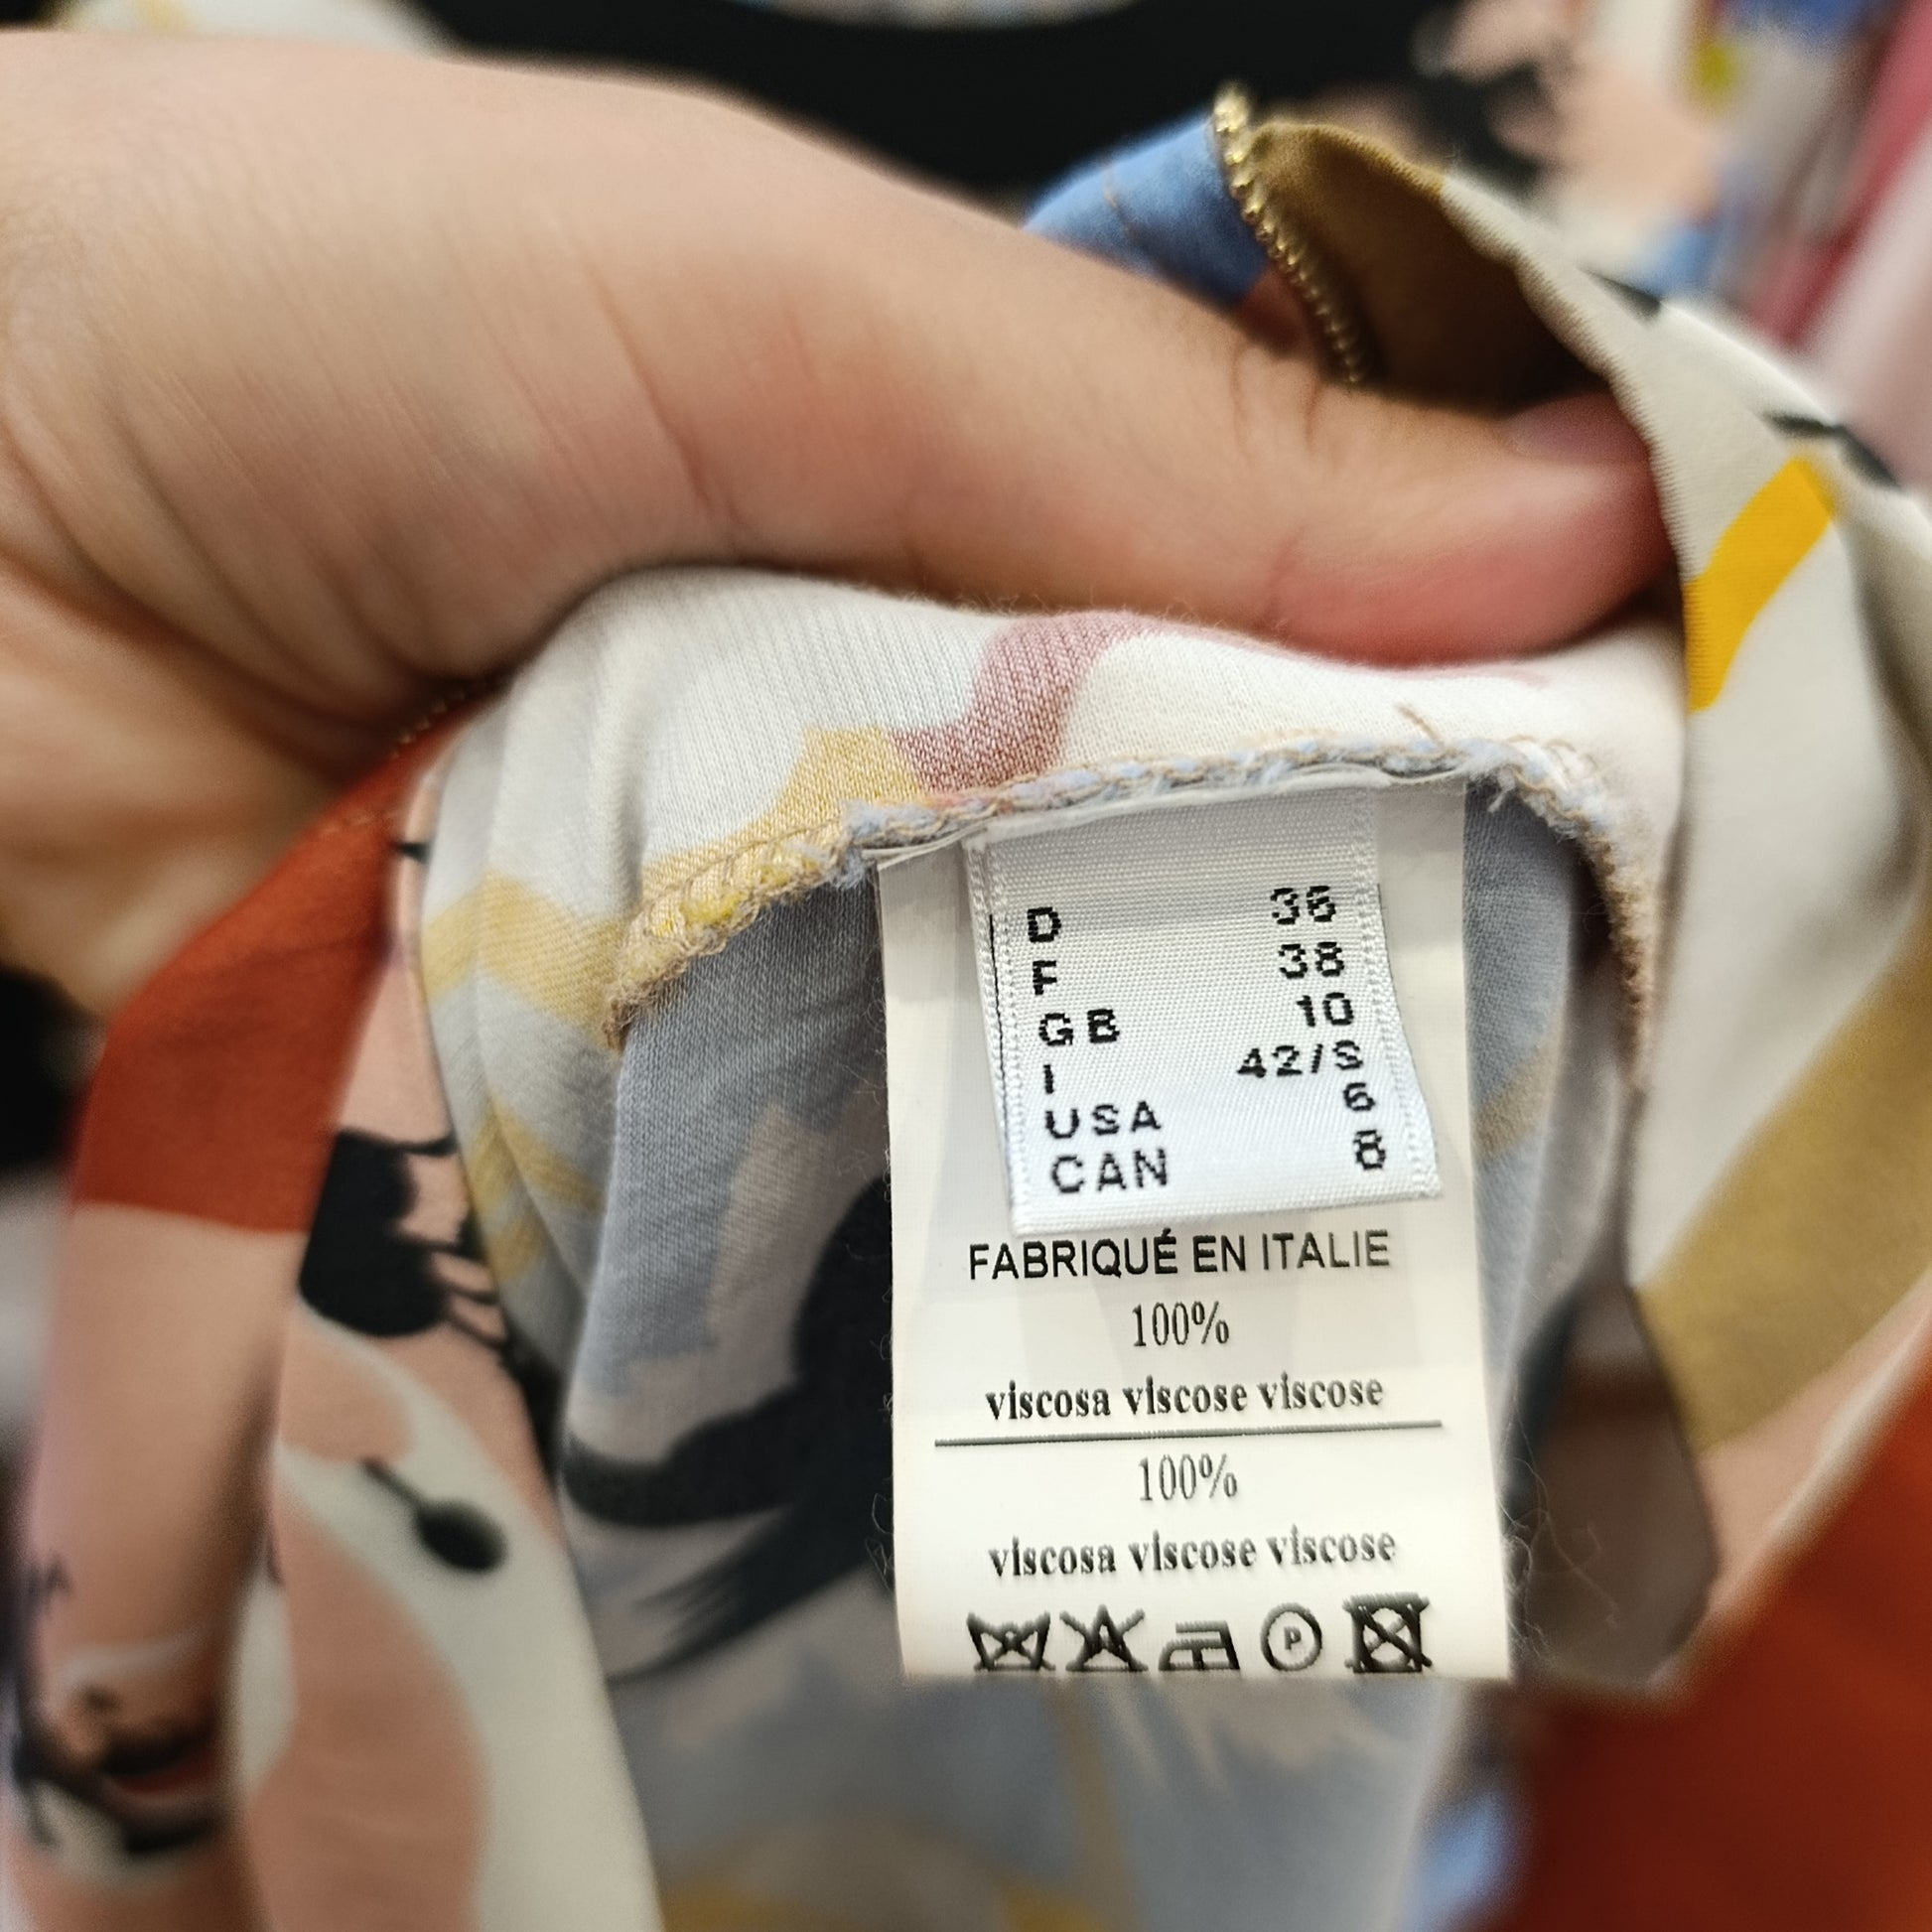 D 36
F 38
GB 10
I 42/S
USA 6
CAN 8
FABRIQUÉ EN ITALIE
100%
viscosa viscose viscose
100%
viscosa viscose viscose
P